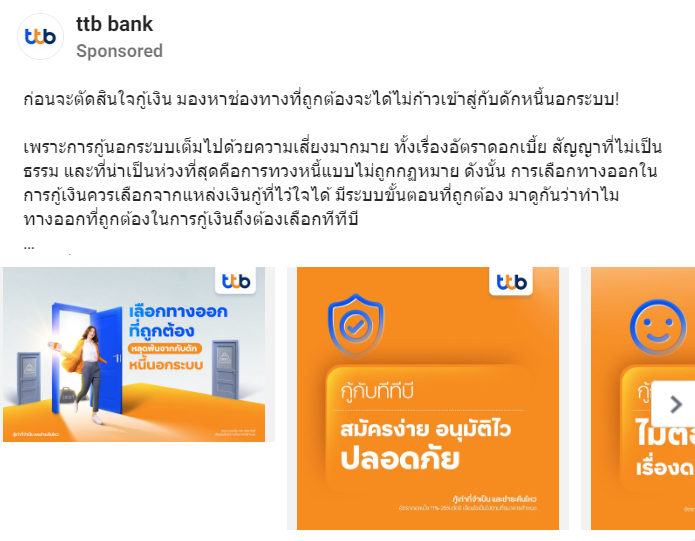 ttb bank
Sponsored
ก่อนจะตัดสินใจกู้เงิน มองหาช่องทางที่ถูกต้องจะได้ไม่ก้าวเข้าสู่กับดักหนี้นอกระบบ!
เพราะการกู้นอกระบบเต็มไปด้วยความเสี่ยงมากมาย ทั้งเรื่องอัตราดอกเบี้ย สัญญาที่ไม่เป็น
ธรรม และที่น่าเป็นห่วงที่สุดคือการทวงหนี้แบบไม่ถูกกฎหมาย ดังนั้น การเลือกทางออกใน
การกู้เงินควรเลือกจากแหล่งเงินกู้ที่ไว้ใจได้ มีระบบขั้นตอนที่ถูกต้อง มาดูกันว่าทำไม
ทางออกที่ถูกต้องในการกู้เงินถึงต้องเลือกทีทีบี
...
ttb
เลือกทางออก
ที่ถูกต้อง
หลุดพ้นจากกับดัก
หนี้นอกระบบ
กู้เท่าที่จำเป็น และชำระคืนไหว
ttb
กู้กับทีทีบี
สมัครง่าย อนุมัติไว
ปลอดภัย
กู้เท่าที่จำเป็น และชำระคืนไหว